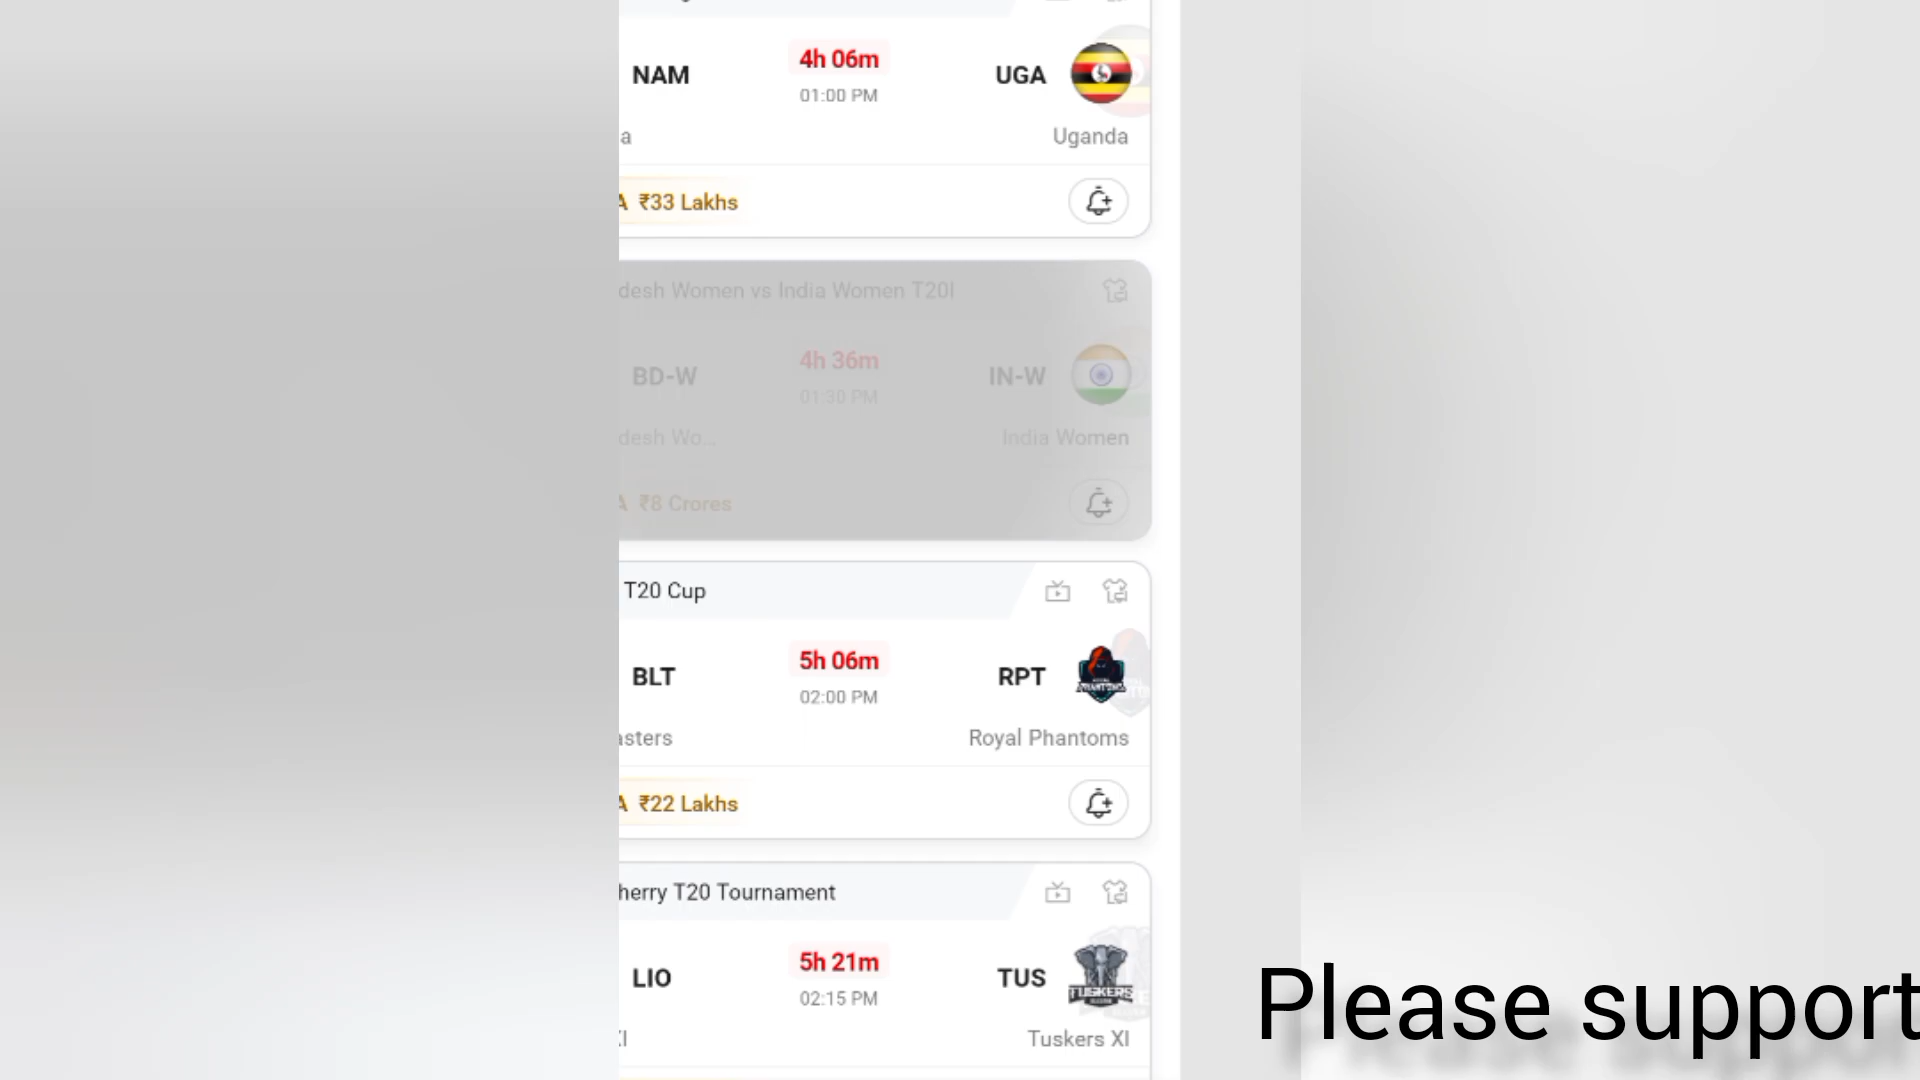 NAM
4h 06m
01:00 PM
UGA
a
Uganda
A ₹33 Lakhs
desh Women vs India Women T20I
BD-W
4h 36m
01:30 PM
IN-W
desh Wo...
India Women
A ₹8 Crores
T20 Cup
BLT
5h 06m
02:00 PM
RPT
asters
Royal Phantoms
A ₹22 Lakhs
herry T20 Tournament
LIO
5h 21m
02:15 PM
TUS
TUSKERS
XI
Tuskers XI
Please support